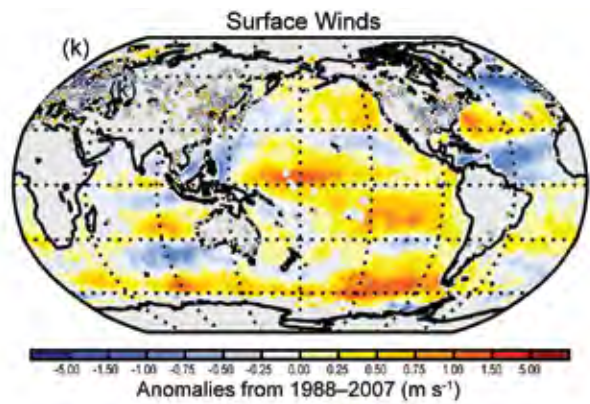 Surface Winds
(k)
(k)
-5.00 -1.50 -1.00 -0.75 -0.50 -0.25 0.00 0.25 0.50 0.75 1.00 1.50 5.00
Anomalies from 1988–2007 (m s⁻¹)